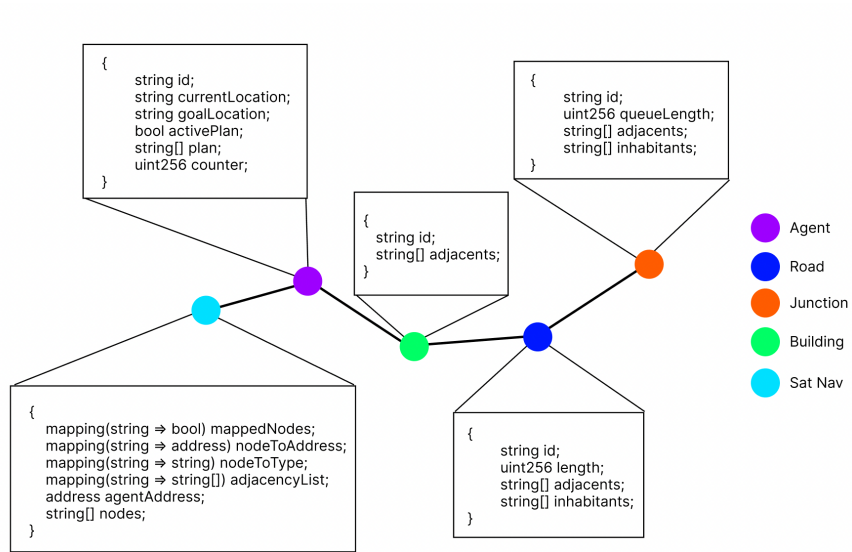 {
string id;
string currentLocation;
string goalLocation;
bool activePlan;
string[] plan;
uint256 counter;
}
{
string id;
uint256 queueLength;
string[] adjacents;
string[] inhabitants;
}
{
string id;
string[] adjacents;
}
Agent
Road
Junction
Building
Sat Nav
{
mapping(string => bool) mappedNodes;
mapping(string => address) nodeToAddress;
mapping(string => string) nodeToType;
mapping(string => string[]) adjacencyList;
address agentAddress;
string[] nodes;
}
{
string id;
uint256 length;
string[] adjacents;
string[] inhabitants;
}